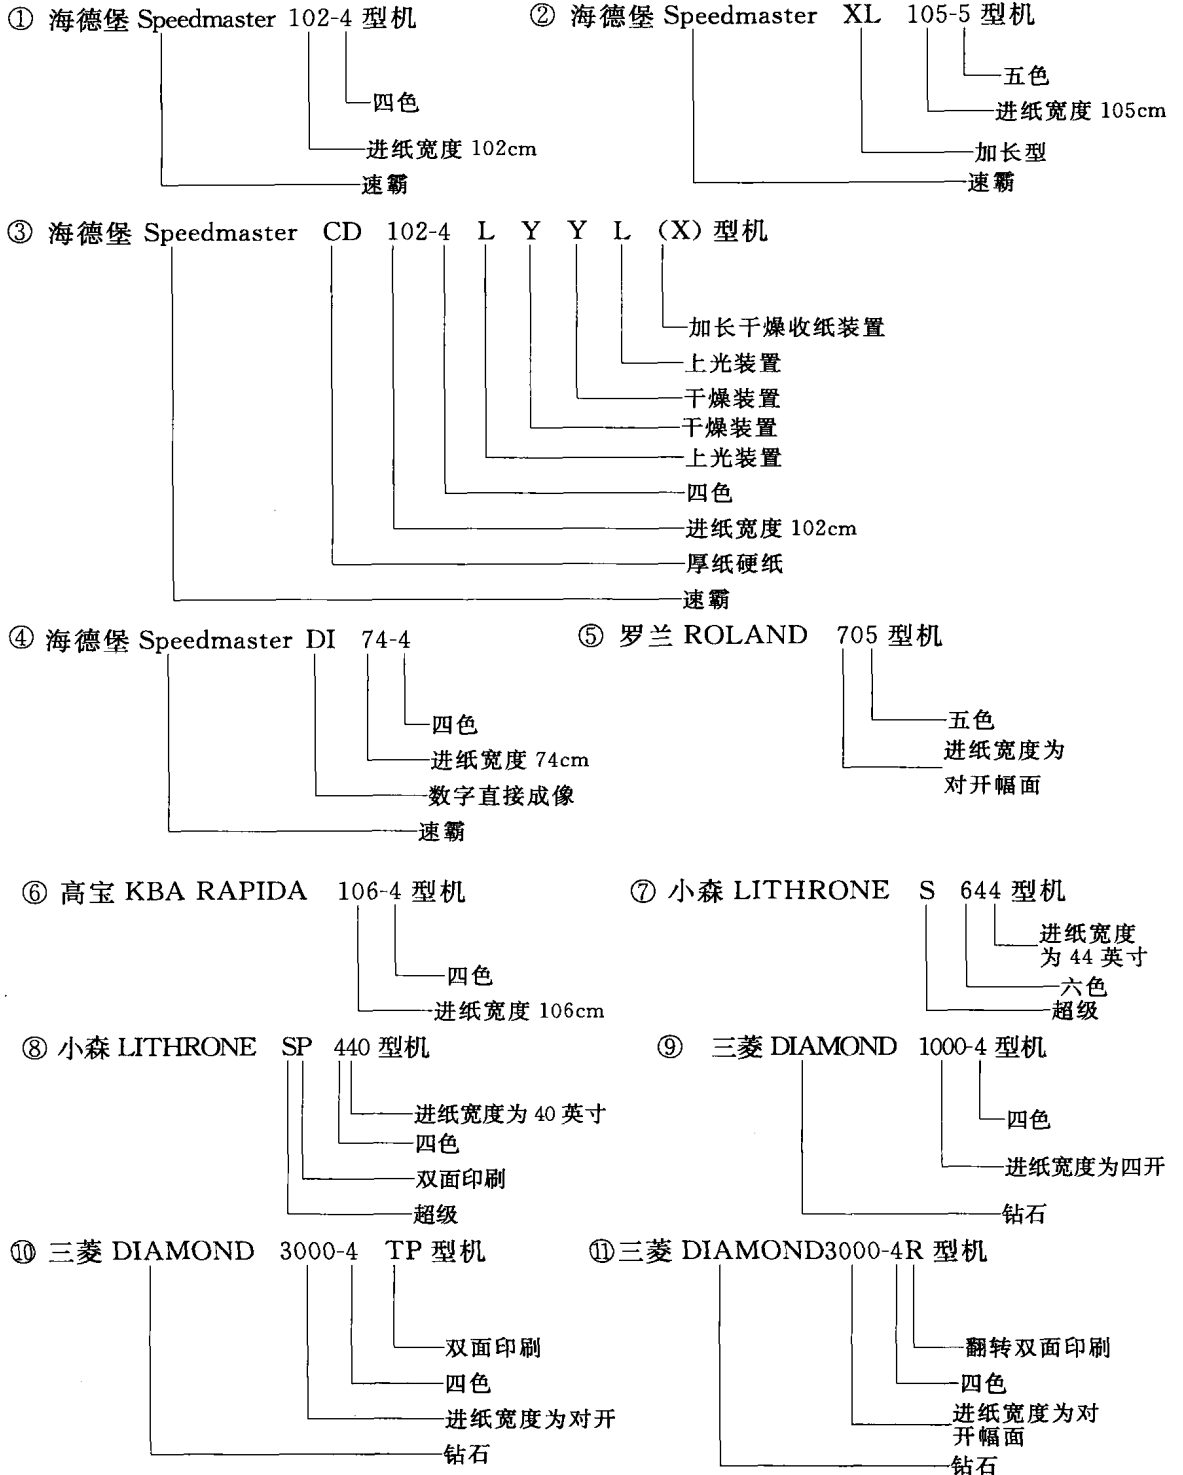 ① 海德堡 Speedmaster 102-4 型机
四色
进纸宽度 102cm
速霸
② 海德堡 Speedmaster XL 105-5 型机
五色
进纸宽度 105cm
加长型
速霸
③ 海德堡 Speedmaster CD 102-4 L Y Y L (X) 型机
加长干燥收纸装置
上光装置
干燥装置
干燥装置
上光装置
四色
进纸宽度 102cm
厚纸硬纸
速霸
④ 海德堡 Speedmaster DI 74-4
四色
进纸宽度 74cm
数字直接成像
速霸
⑤ 罗兰 ROLAND 705 型机
五色
进纸宽度为
对开幅面
⑥ 高宝 KBA RAPIDA 106-4 型机
四色
进纸宽度 106cm
⑦ 小森 LITHRONE S 644 型机
进纸宽度
为 44 英寸
六色
超级
⑧ 小森 LITHRONE SP 440 型机
进纸宽度为 40 英寸
四色
双面印刷
超级
⑨ 三菱 DIAMOND 1000-4 型机
四色
进纸宽度为四开
钻石
⑩ 三菱 DIAMOND 3000-4 TP 型机
双面印刷
四色
进纸宽度为对开
钻石
⑪三菱 DIAMOND3000-4R 型机
翻转双面印刷
四色
进纸宽度为对
开幅面
钻石